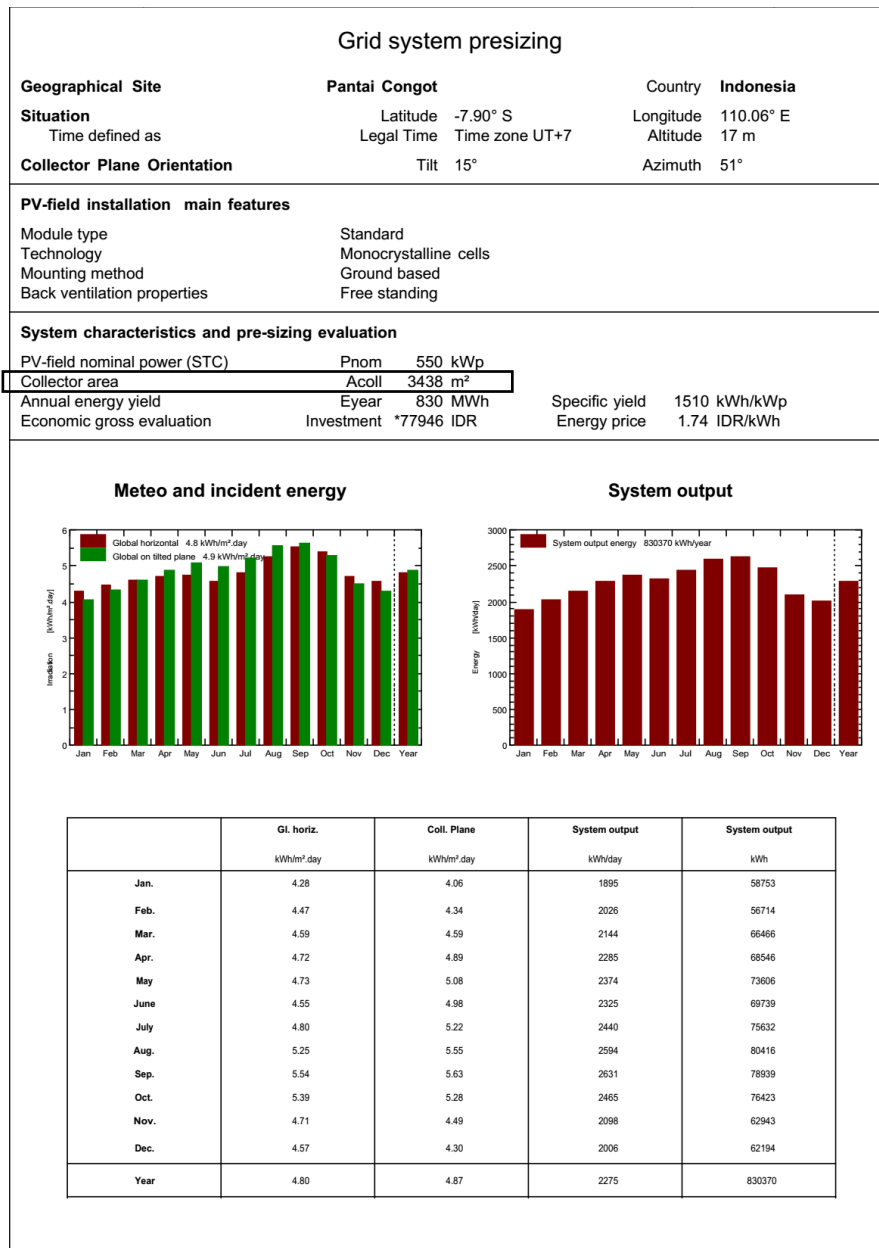 Grid system presizing
Geographical Site Pantai Congot Country Indonesia
Situation Latitude -7.90° S Longitude 110.06° E
Time defined as Legal Time Time zone UT+7 Altitude 17 m
Collector Plane Orientation Tilt 15° Azimuth 51°
PV-field installation main features
Module type Standard
Technology Monocrystalline cells
Mounting method Ground based
Back ventilation properties Free standing
System characteristics and pre-sizing evaluation
PV-field nominal power (STC) Pnom 550 kWp
Collector area Acoll 3438 m²
Annual energy yield Eyear 830 MWh Specific yield 1510 kWh/kWp
Economic gross evaluation Investment *77946 IDR Energy price 1.74 IDR/kWh
Meteo and incident energy
Global horizontal 4.8 kWh/m².day
Global on tilted plane 4.9 kWh/m².day
6
5
4
3
2
1
0
Irradiation [kWh/m².day]
Jan Feb Mar Apr May Jun Jul Aug Sep Oct Nov Dec Year
System output
System output energy 830370 kWh/year
3000
2500
2000
1500
1000
500
0
Energy [kWh/day]
Jan Feb Mar Apr May Jun Jul Aug Sep Oct Nov Dec Year
Gl. horiz. Coll. Plane System output System output
kWh/m².day kWh/m².day kWh/day kWh
Jan. 4.28 4.06 1895 58753
Feb. 4.47 4.34 2026 56714
Mar. 4.59 4.59 2144 66466
Apr. 4.72 4.89 2285 68546
May 4.73 5.08 2374 73606
June 4.55 4.98 2325 69739
July 4.80 5.22 2440 75632
Aug. 5.25 5.55 2594 80416
Sep. 5.54 5.63 2631 78939
Oct. 5.39 5.28 2465 76423
Nov. 4.71 4.49 2098 62943
Dec. 4.57 4.30 2006 62194
Year 4.80 4.87 2275 830370